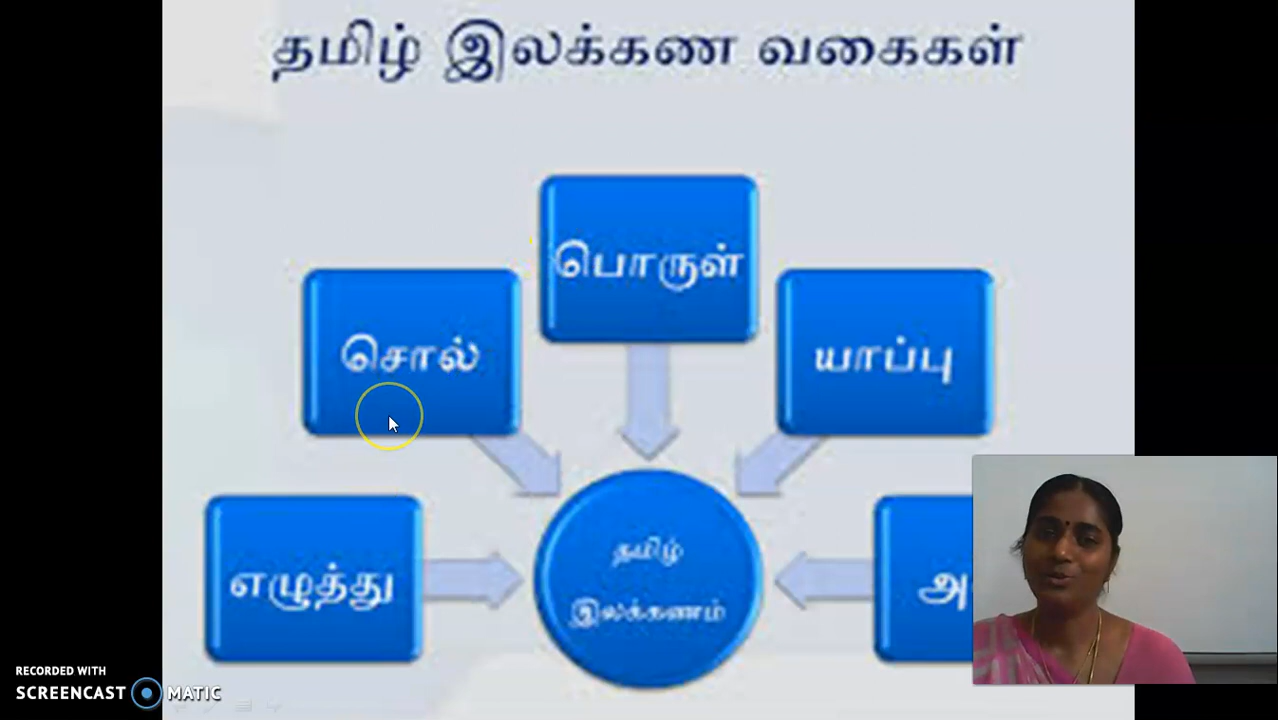 தமிழ் இலக்கண வகைகள்
பொருள்
சொல்
யாப்பு
எழுத்து
தமிழ்
இலக்கணம்
RECORDED WITH
SCREENCAST MATIC